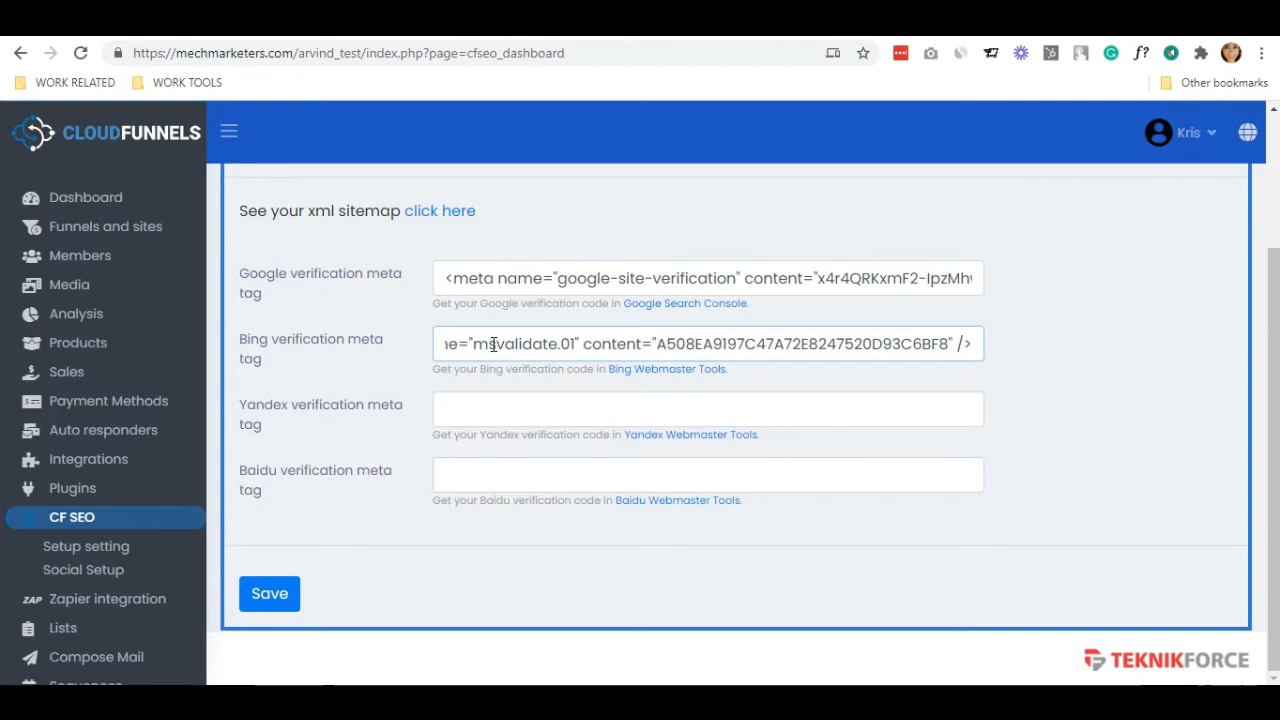 https://mechmarketers.com/arvind_test/index.php?page=cfseo_dashboard
WORK RELATED WORK TOOLS Other bookmarks
CLOUDFUNNELS
Kris
Dashboard
Funnels and sites
Members
Media
Analysis
Products
Sales
Payment Methods
Auto responders
Integrations
Plugins
CF SEO
Setup setting
Social Setup
ZAP Zapier integration
Lists
Compose Mail
See your xml sitemap click here
Google verification meta tag
<meta name="google-site-verification" content="x4r4QRKxmF2-IpzMh
Get your Google verification code in Google Search Console.
Bing verification meta tag
ne="msvalidate.01" content="A508EA9197C47A72E8247520D93C6BF8" />
Get your Bing verification code in Bing Webmaster Tools.
Yandex verification meta tag
Get your Yandex verification code in Yandex Webmaster Tools.
Baidu verification meta tag
Get your Baidu verification code in Baidu Webmaster Tools.
Save
TEKNIKFORCE